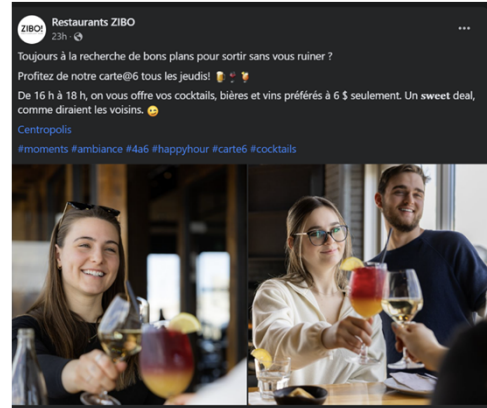 ZIBO!
Restaurants ZIBO
23h ·
Toujours à la recherche de bons plans pour sortir sans vous ruiner ?
Profitez de notre carte@6 tous les jeudis! 🍺🍷🍹
De 16 h à 18 h, on vous offre vos cocktails, bières et vins préférés à 6 $ seulement. Un 𝐬𝐰𝐞𝐞𝐭 deal,
comme diraient les voisins. 😉
Centropolis
#moments #ambiance #4a6 #happyhour #carte6 #cocktails